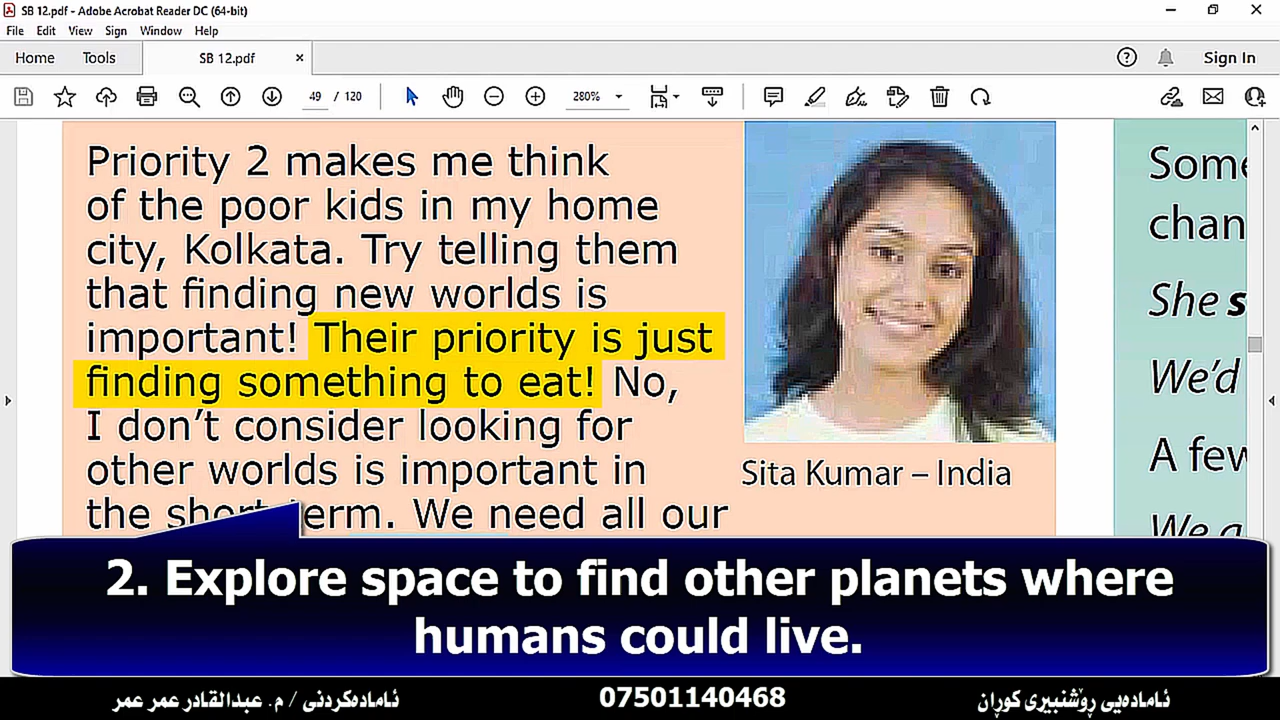 SB 12.pdf - Adobe Acrobat Reader DC (64-bit)
File Edit View Sign Window Help
Home Tools SB 12.pdf × Sign In
49 / 120 280%
Priority 2 makes me think
of the poor kids in my home
city, Kolkata. Try telling them
that finding new worlds is
important! Their priority is just
finding something to eat! No,
I don't consider looking for
other worlds is important in
the short term. We need all our
Sita Kumar – India
Some
chan
She s
We'd
A few
We a
2. Explore space to find other planets where
humans could live.
ئامادەکردنی / م. عبدالقادر عمر عمر 07501140468 ئامادەیی ڕۆشنبیری کوڕان